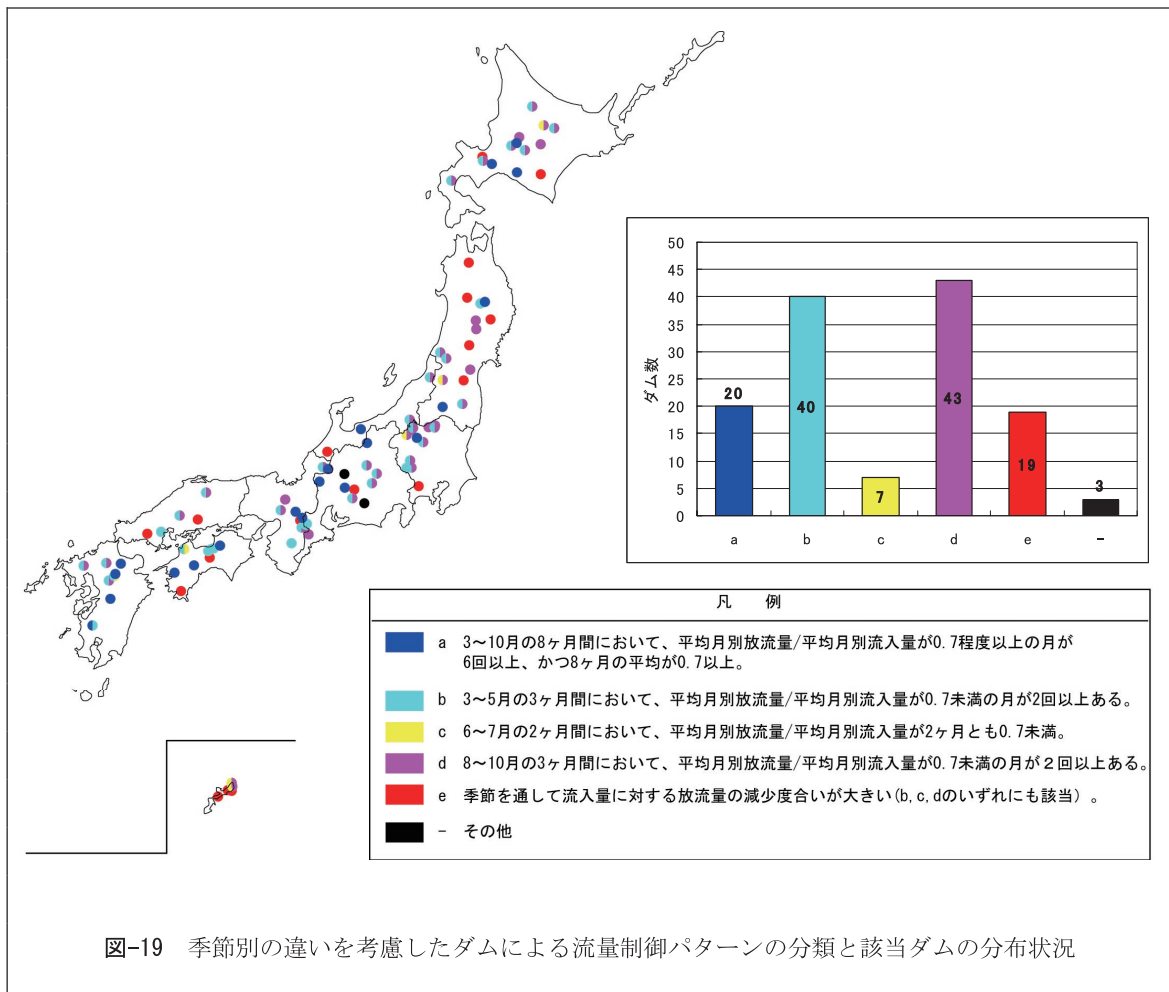 50
45
40
35
30
25
20
15
10
5
0
ダム数
20
40
7
43
19
3
a b c d e -
凡 例
a 3~10月の8ヶ月間において、平均月別放流量/平均月別流入量が0.7程度以上の月が
6回以上、かつ8ヶ月の平均が0.7以上。
b 3~5月の3ヶ月間において、平均月別放流量/平均月別流入量が0.7未満の月が2回以上ある。
c 6~7月の2ヶ月間において、平均月別放流量/平均月別流入量が2ヶ月とも0.7未満。
d 8~10月の3ヶ月間において、平均月別放流量/平均月別流入量が0.7未満の月が2回以上ある。
e 季節を通して流入量に対する放流量の減少度合いが大きい(b,c,dのいずれにも該当)。
- その他
図-19 季節別の違いを考慮したダムによる流量制御パターンの分類と該当ダムの分布状況